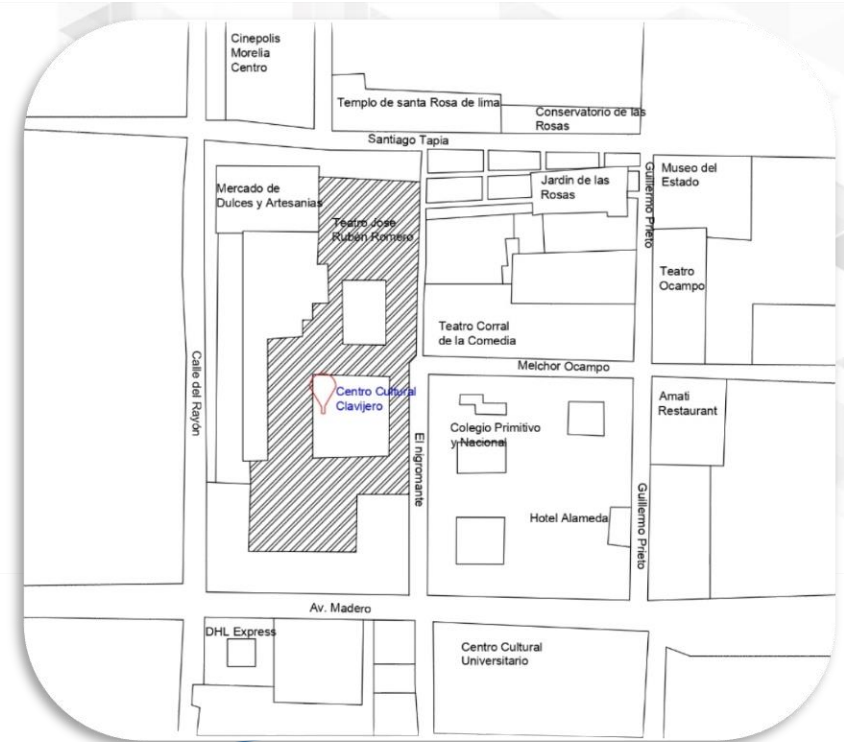 Cinepolis
Morelia
Centro
Templo de santa Rosa de lima
Conservatorio de las
Rosas
Santiago Tapia
Mercado de
Dulces y Artesanias
Teatro Jose
Rubén Romero
Jardin de las
Rosas
Guillermo Prieto
Museo del
Estado
Teatro
Ocampo
Teatro Corral
de la Comedia
Melchor Ocampo
Calle del Rayón
Centro Cultural
Clavijero
El nigromante
Colegio Primitivo
y Nacional
Amati
Restaurant
Hotel Alameda
Guillermo Prieto
Av. Madero
DHL Express
Centro Cultural
Universitario